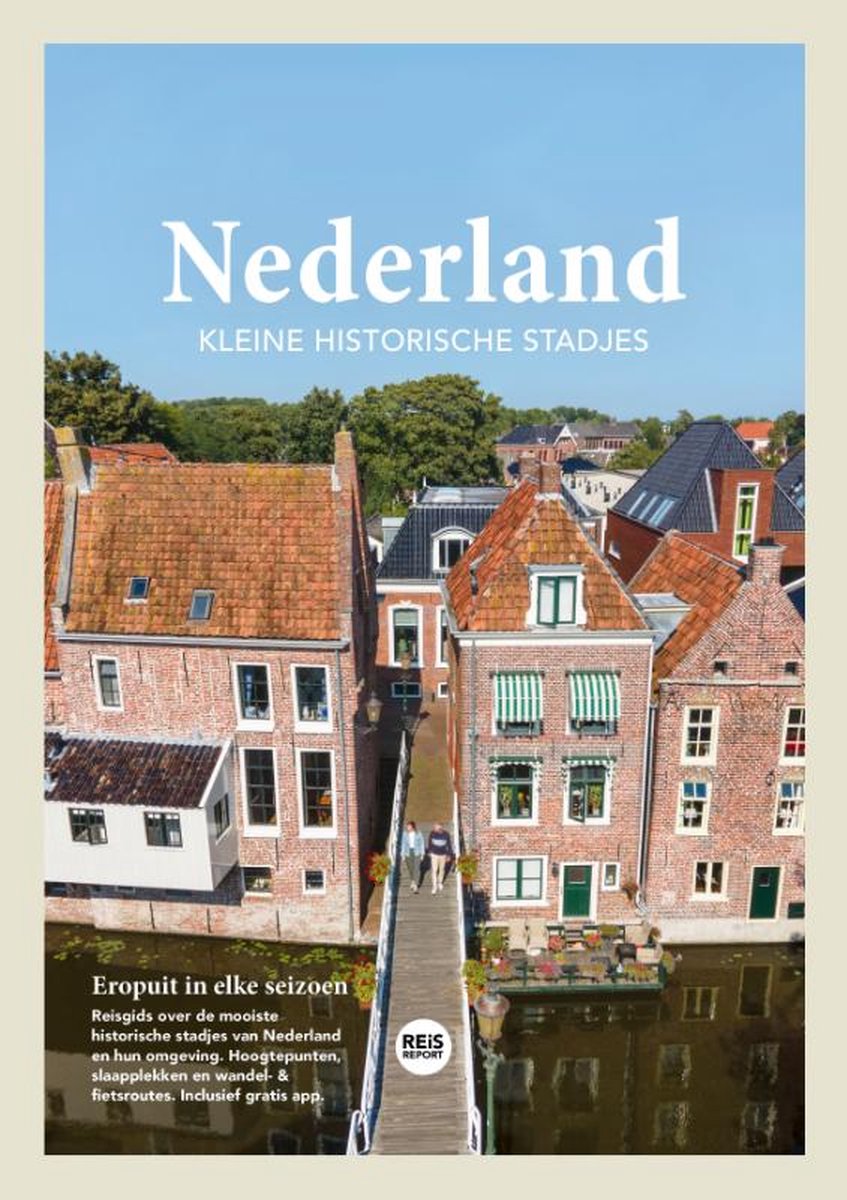 Nederland
KLEINE HISTORISCHE STADJES
Eropuit in elke seizoen
Reisgids over de mooiste
historische stadjes van Nederland
en hun omgeving. Hoogtepunten,
slaapplekken en wandel- &
fietsroutes. Inclusief gratis app.
REiS
REPORT